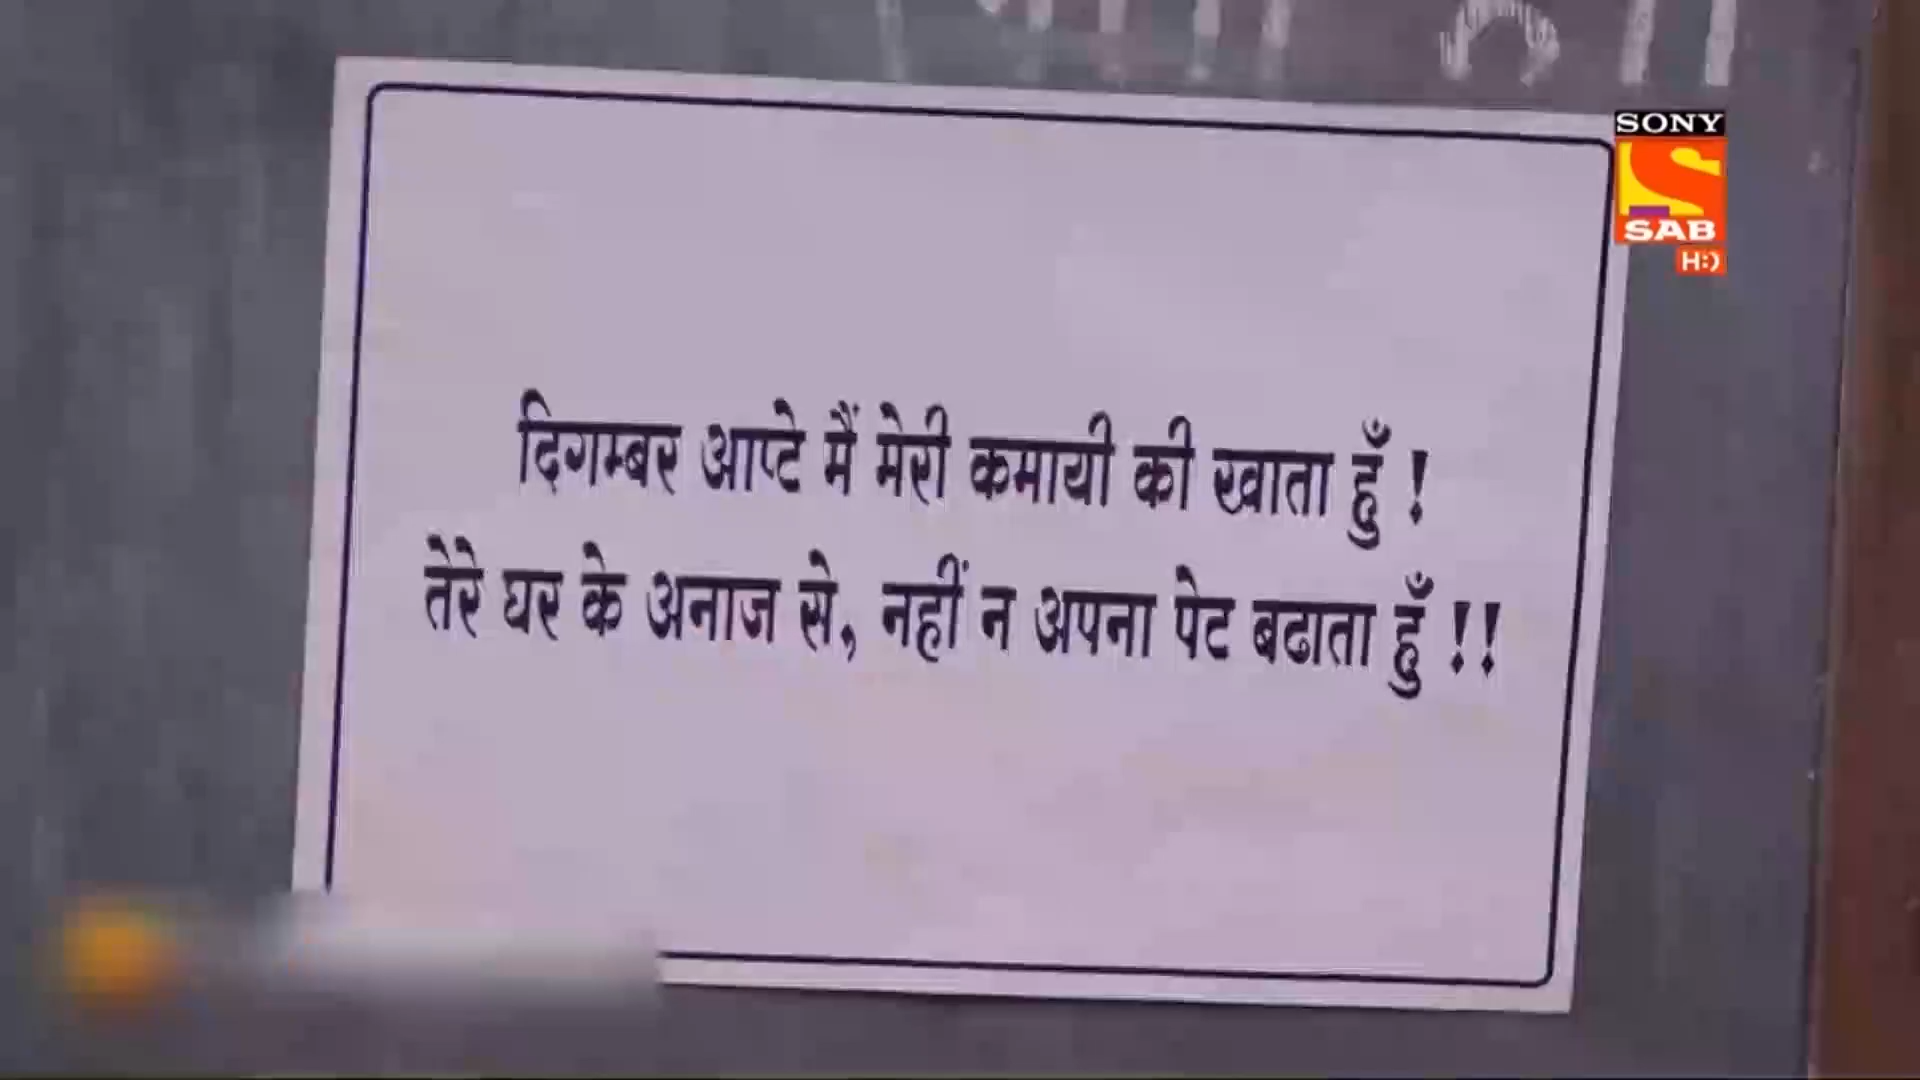 SONY
SAB
H:)
दिगम्बर आप्टे मैं मेरी कमायी की खाता हुँ !
तेरे घर के अनाज से, नहीं न अपना पेट बढाता हुँ !!